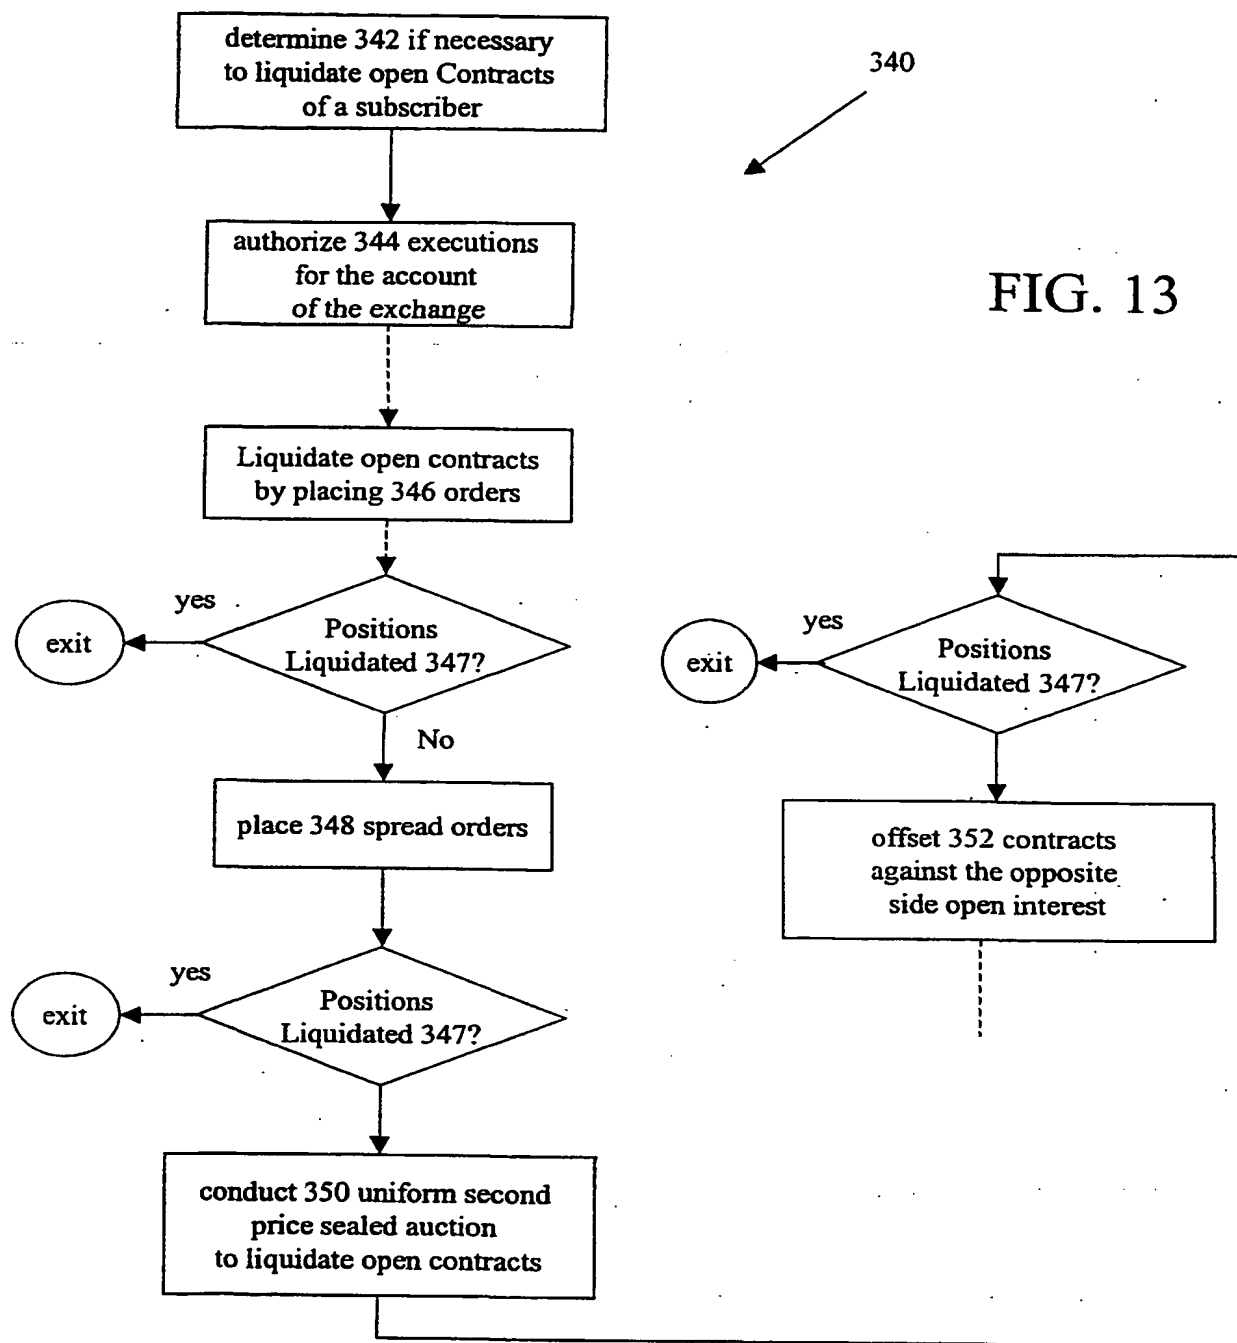 determine 342 if necessary
to liquidate open Contracts
of a subscriber
340
authorize 344 executions
for the account
of the exchange
FIG. 13
Liquidate open contracts
by placing 346 orders
yes
exit
Positions
Liquidated 347?
No
place 348 spread orders
yes
exit
Positions
Liquidated 347?
conduct 350 uniform second
price sealed auction
to liquidate open contracts
yes
exit
Positions
Liquidated 347?
offset 352 contracts
against the opposite
side open interest